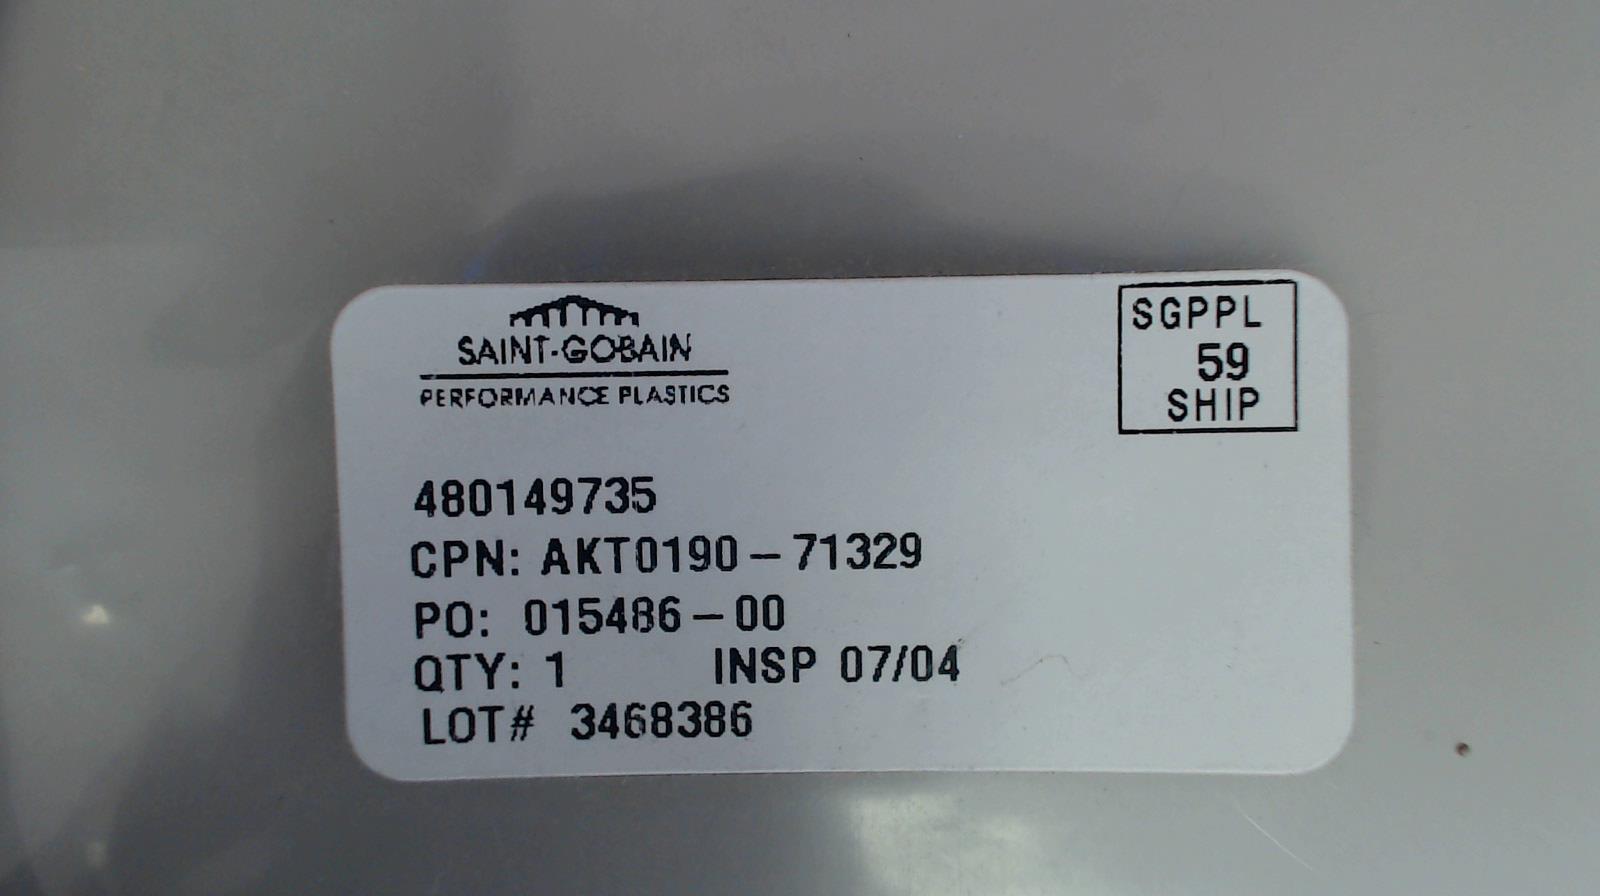 SAINT-GOBAIN
PERFORMANCE PLASTICS
SGPPL
59
SHIP
480149735
CPN: AKT0190-71329
PO: 015486-00
QTY: 1 INSP 07/04
LOT# 3468386